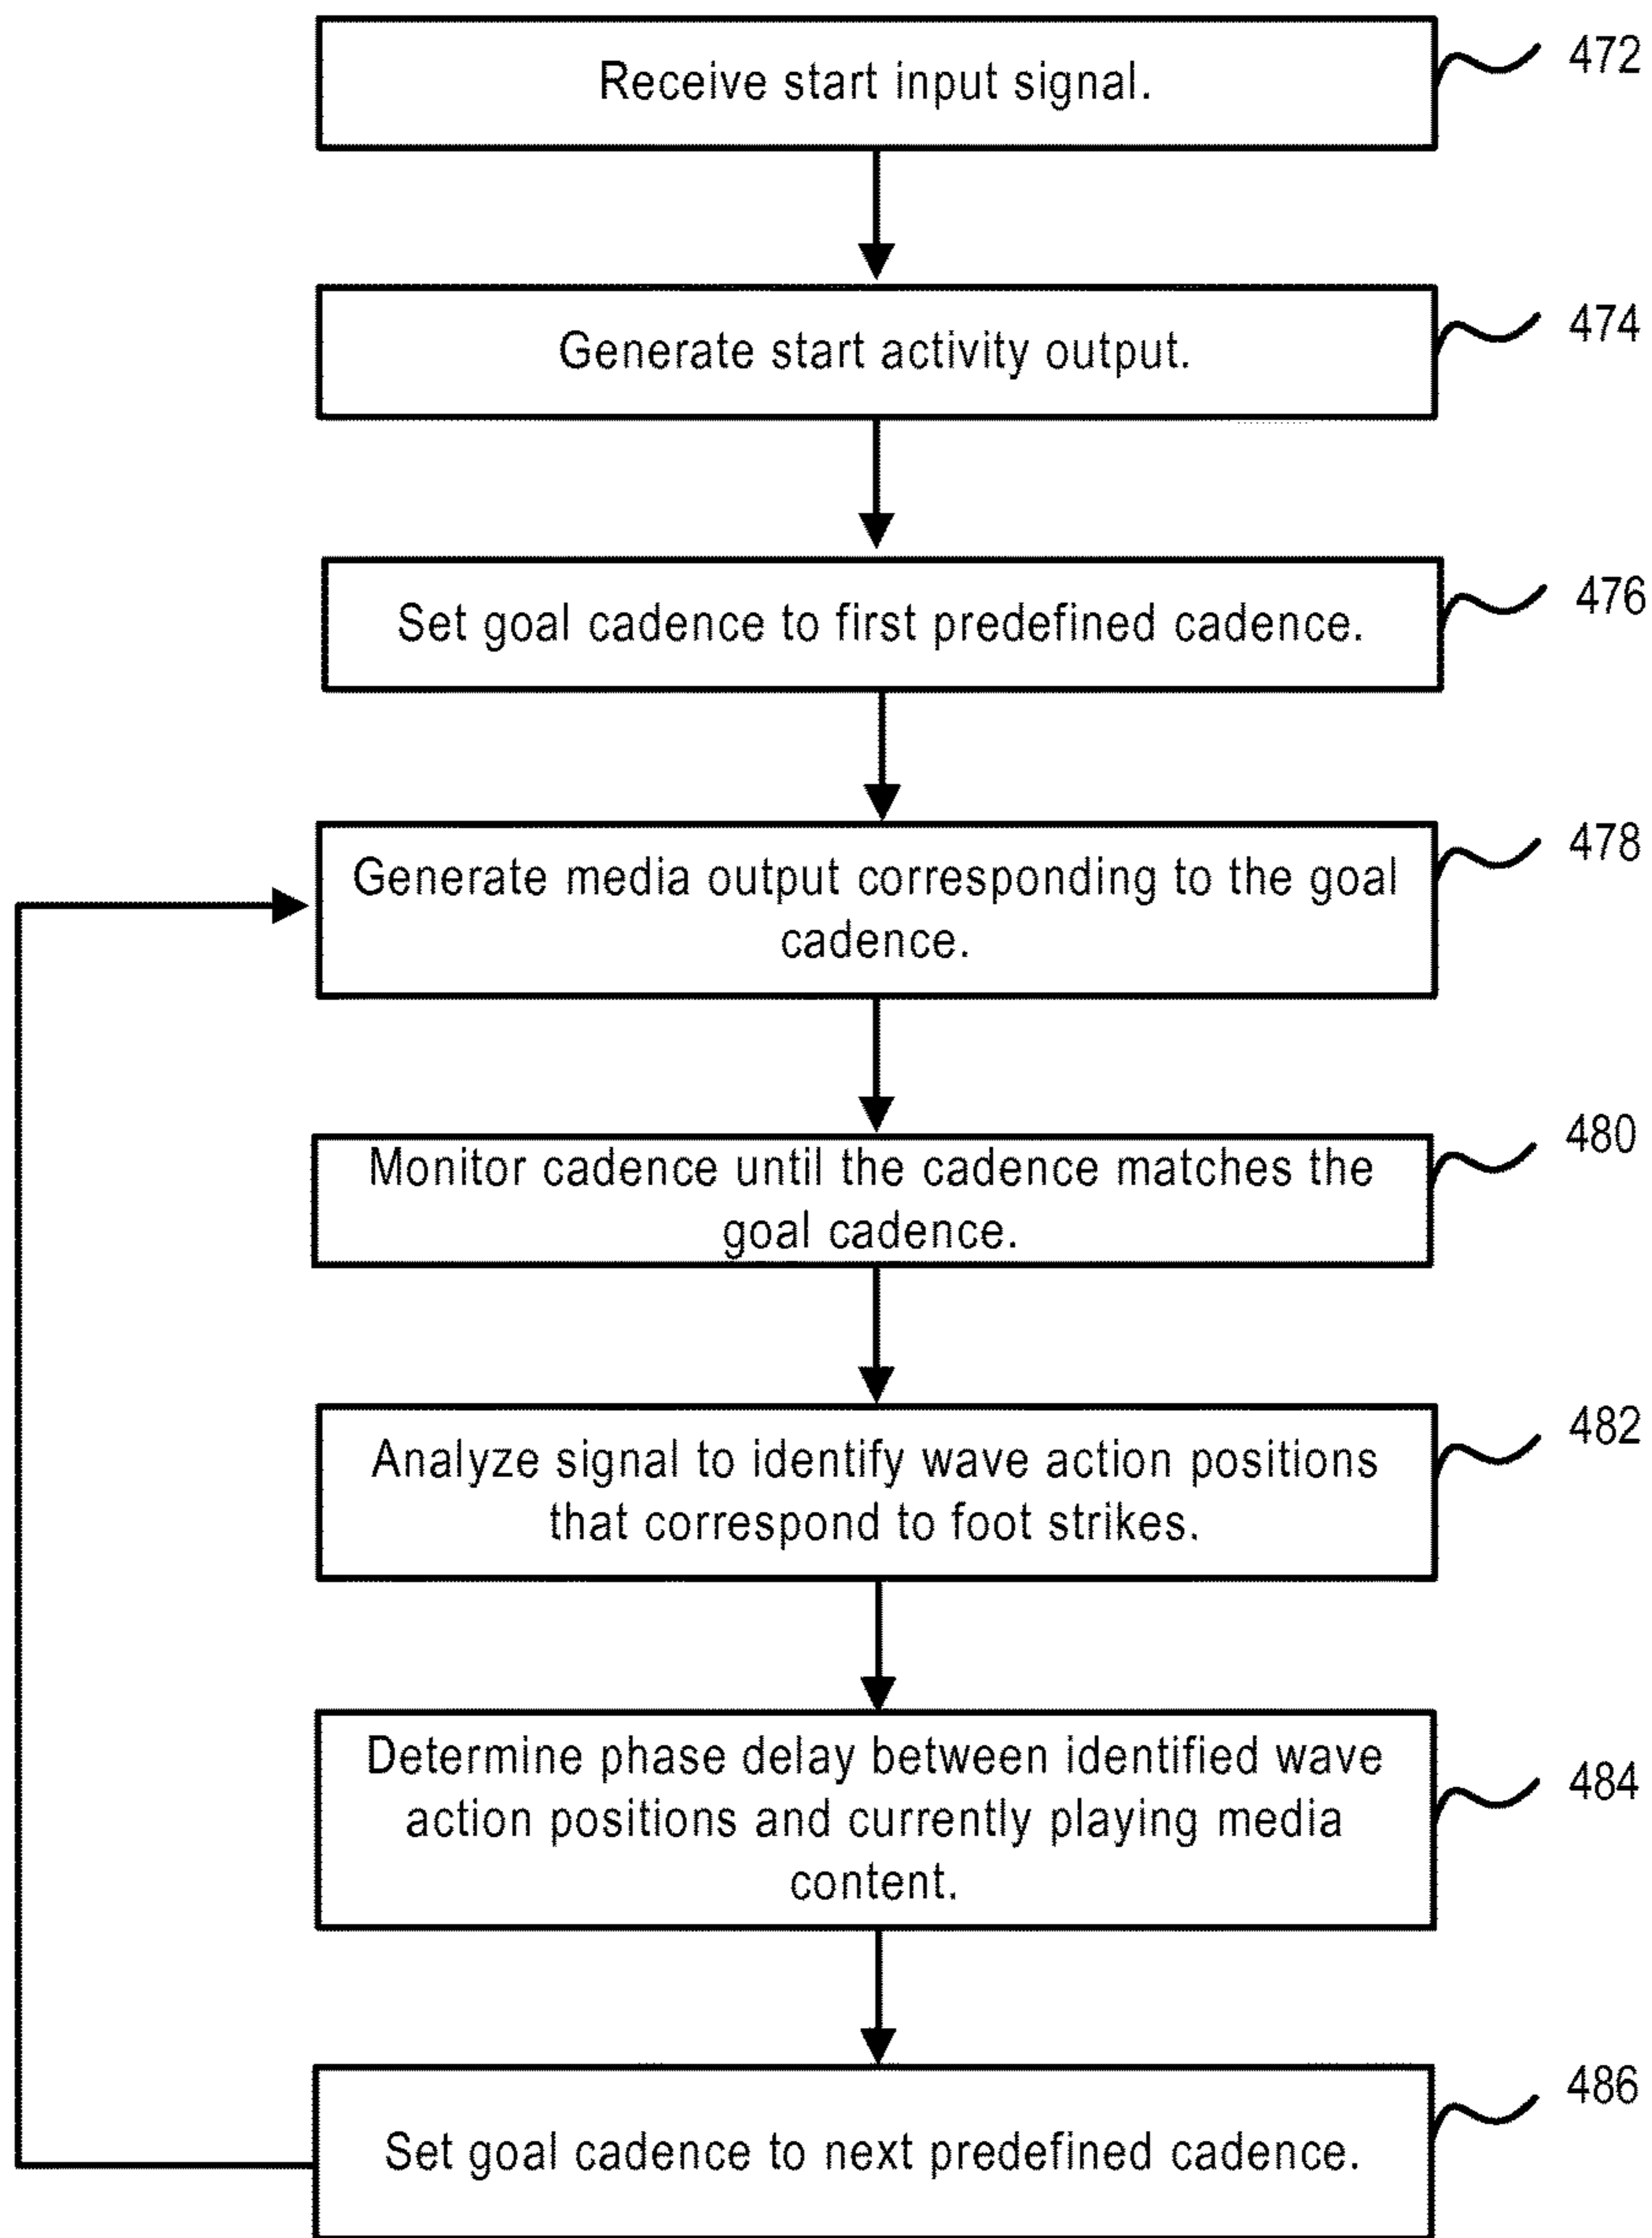 Receive start input signal.
472
Generate start activity output.
474
Set goal cadence to first predefined cadence.
476
Generate media output corresponding to the goal
cadence.
478
Monitor cadence until the cadence matches the
goal cadence.
480
Analyze signal to identify wave action positions
that correspond to foot strikes.
482
Determine phase delay between identified wave
action positions and currently playing media
content.
484
Set goal cadence to next predefined cadence.
486